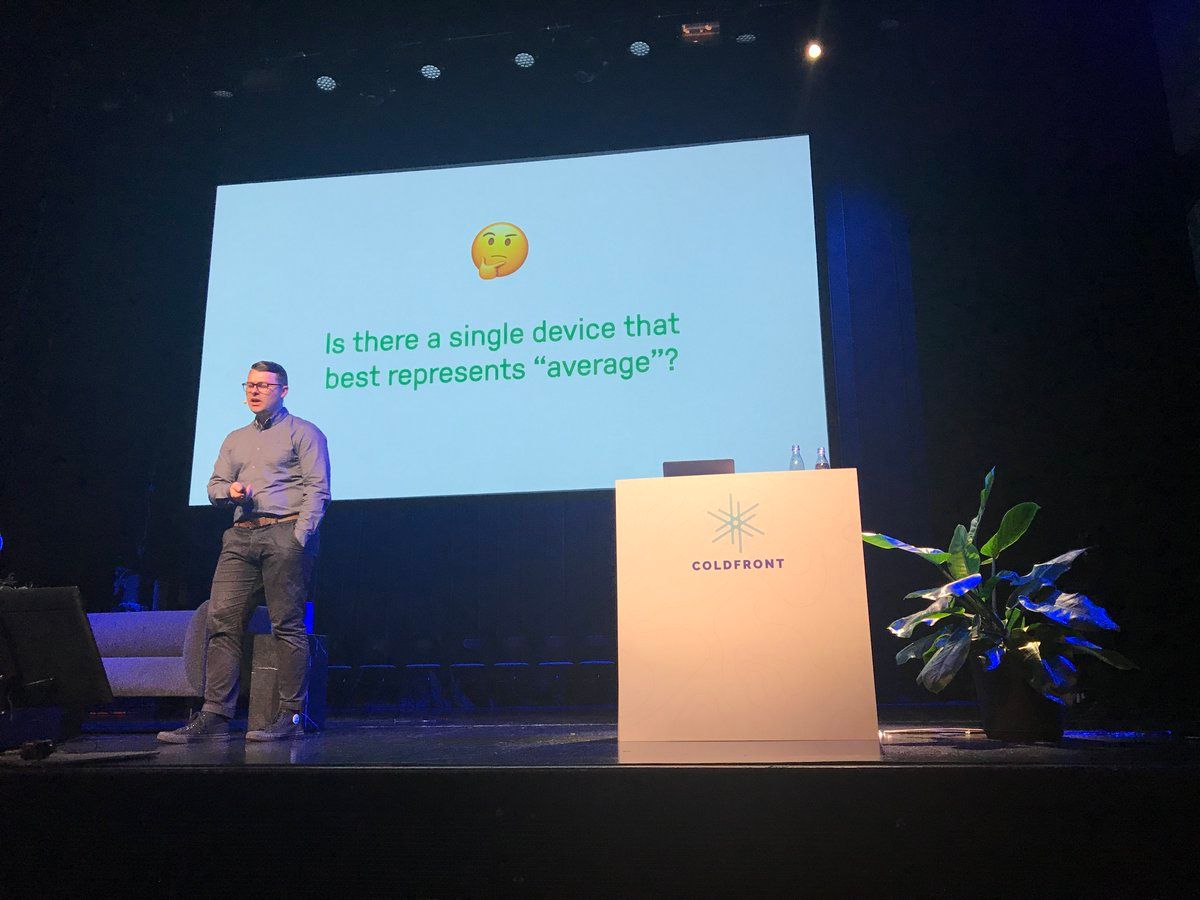 Is there a single device that
best represents “average”?
COLDFRONT